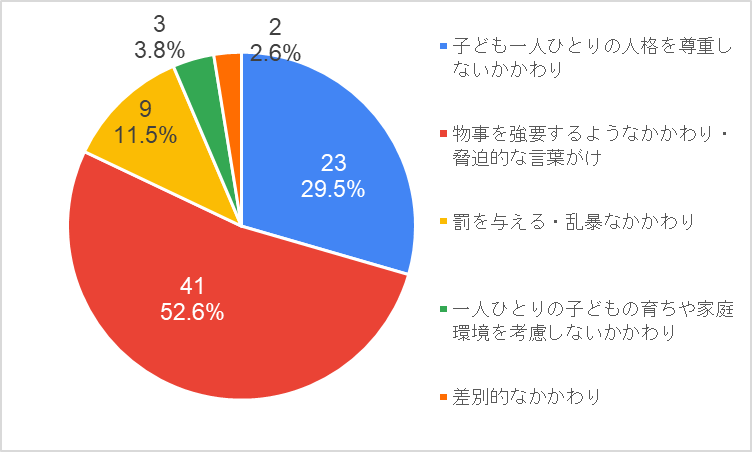 3
3.8%
2
2.6%
9
11.5%
23
29.5%
41
52.6%
子ども一人ひとりの人格を尊重し
ないかかわり
物事を強要するようなかかわり・
脅迫的な言葉がけ
罰を与える・乱暴なかかわり
一人ひとりの子どもの育ちや家庭
環境を考慮しないかかわり
差別的なかかわり